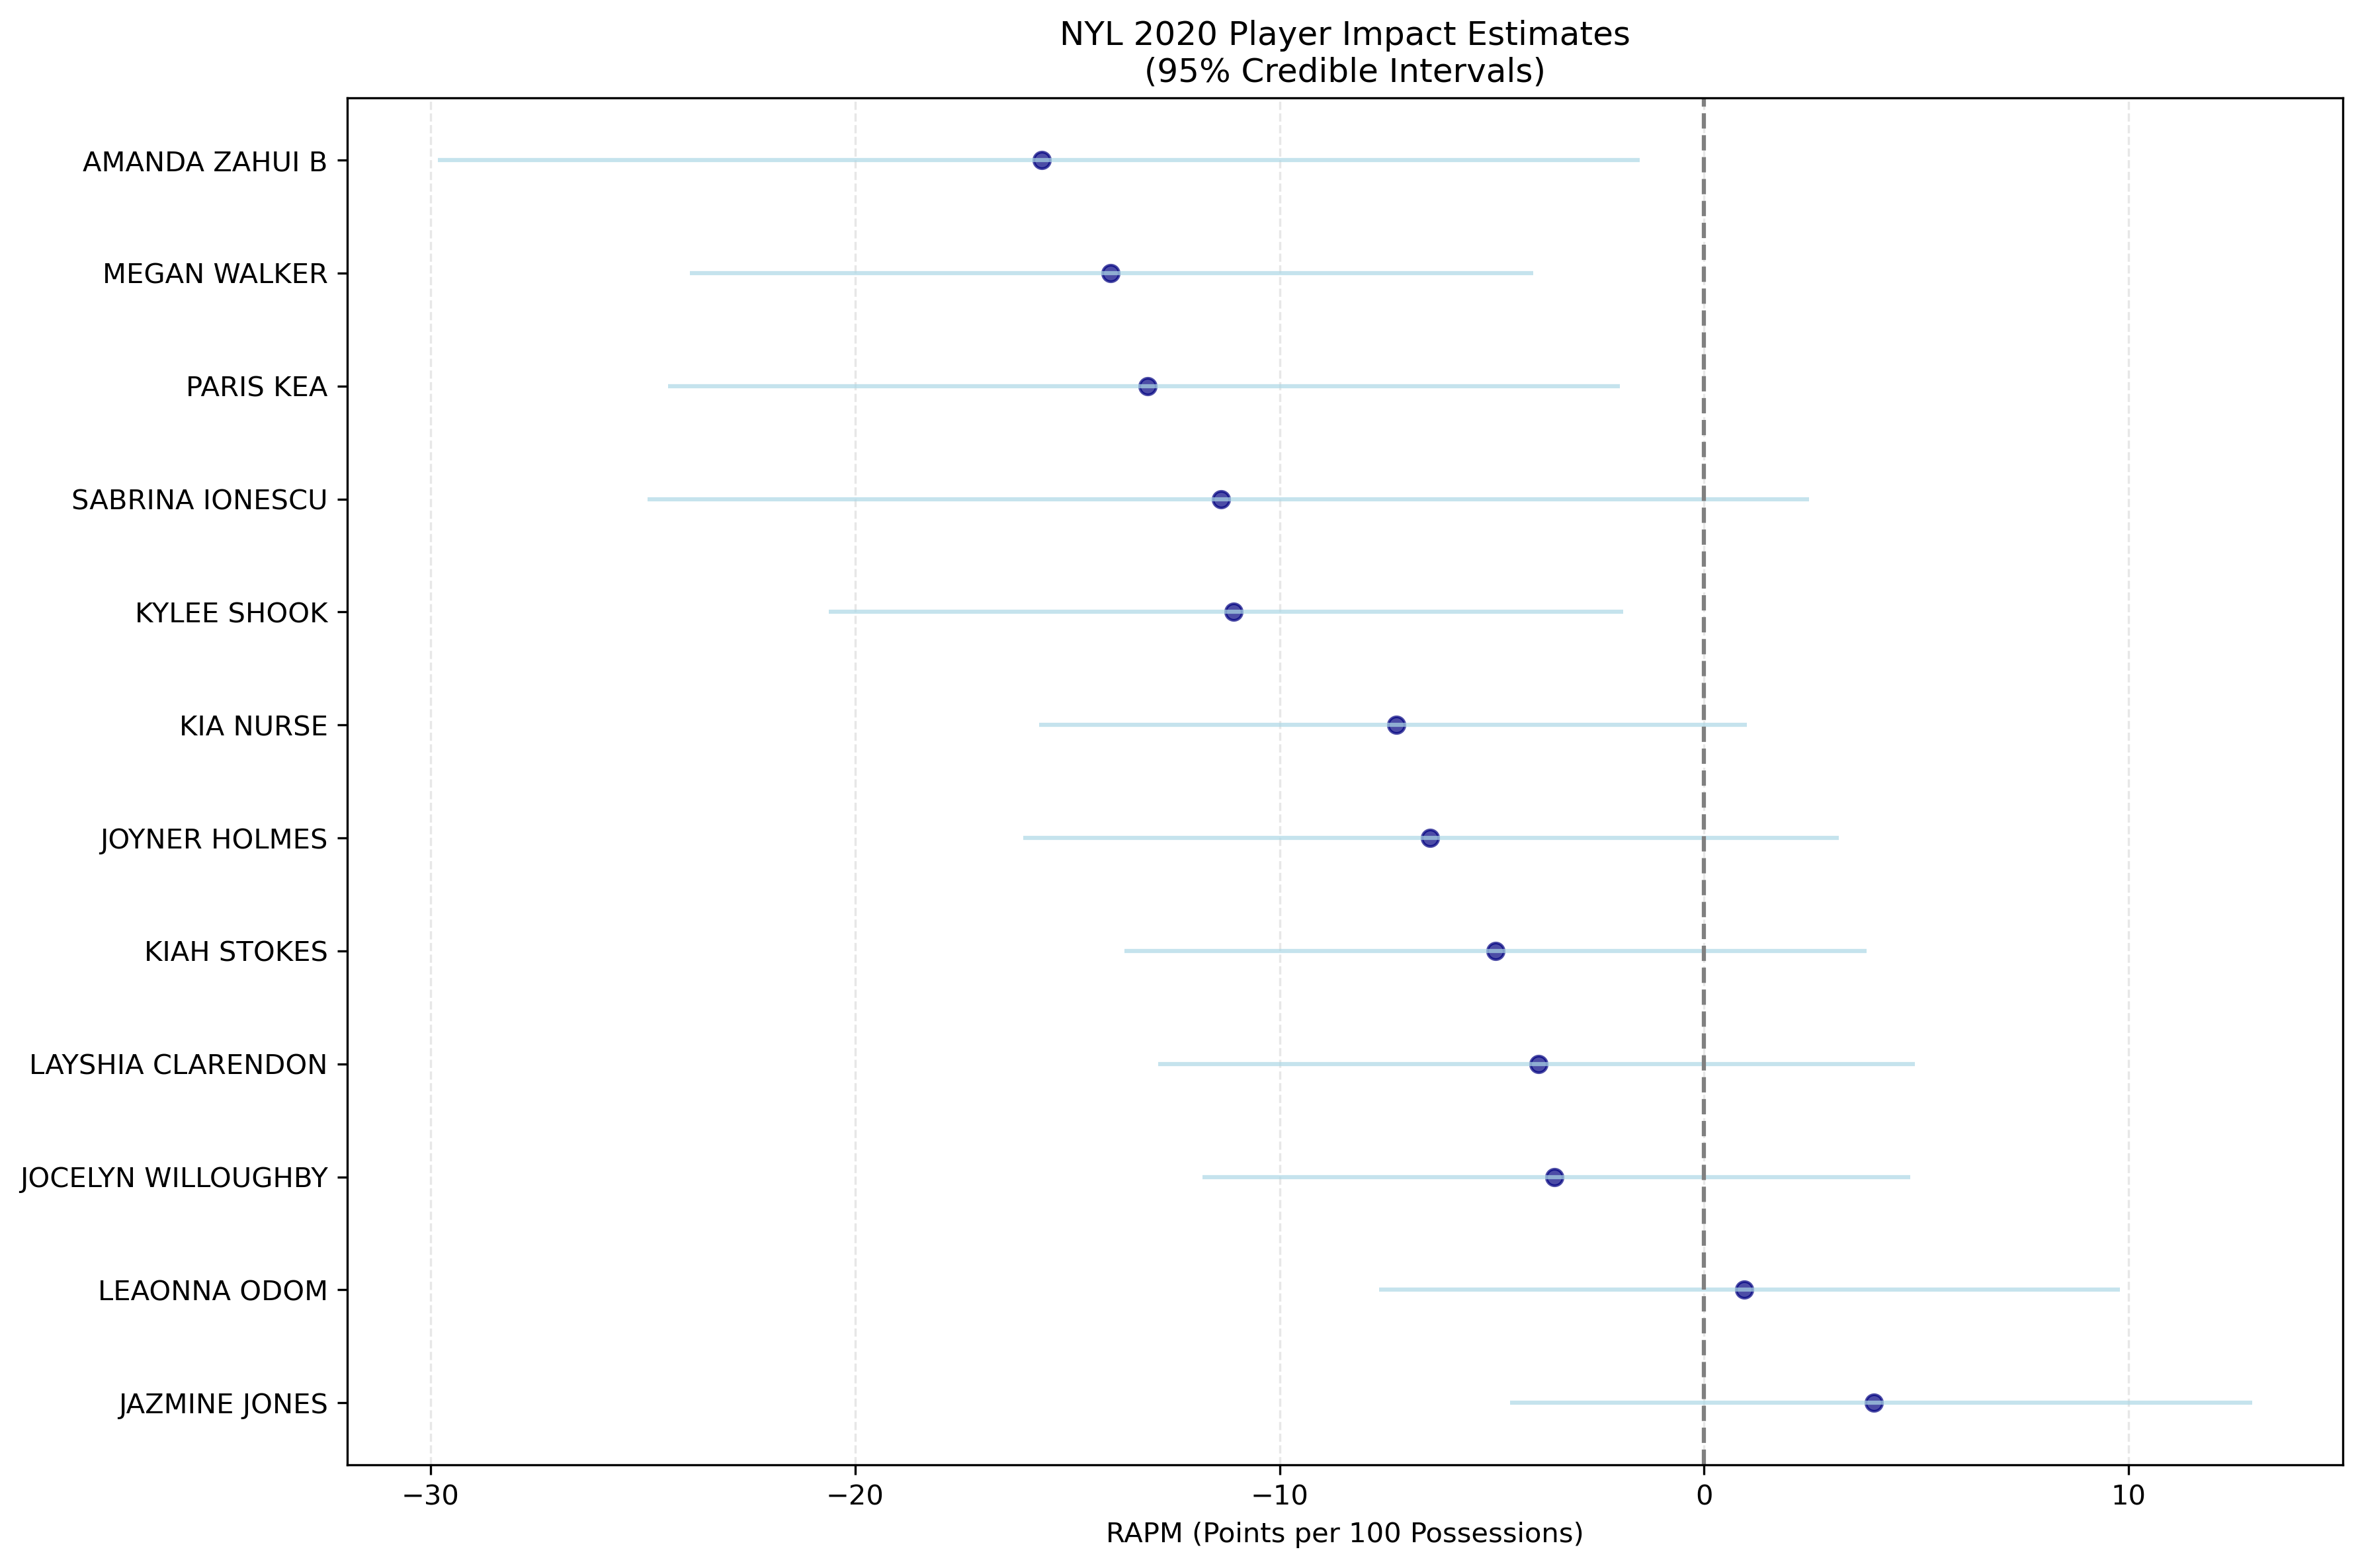 NYL 2020 Player Impact Estimates
(95% Credible Intervals)
AMANDA ZAHUI B
MEGAN WALKER
PARIS KEA
SABRINA IONESCU
KYLEE SHOOK
KIA NURSE
JOYNER HOLMES
KIAH STOKES
LAYSHIA CLARENDON
JOCELYN WILLOUGHBY
LEAONNA ODOM
JAZMINE JONES
−30 −20 −10 0 10
RAPM (Points per 100 Possessions)